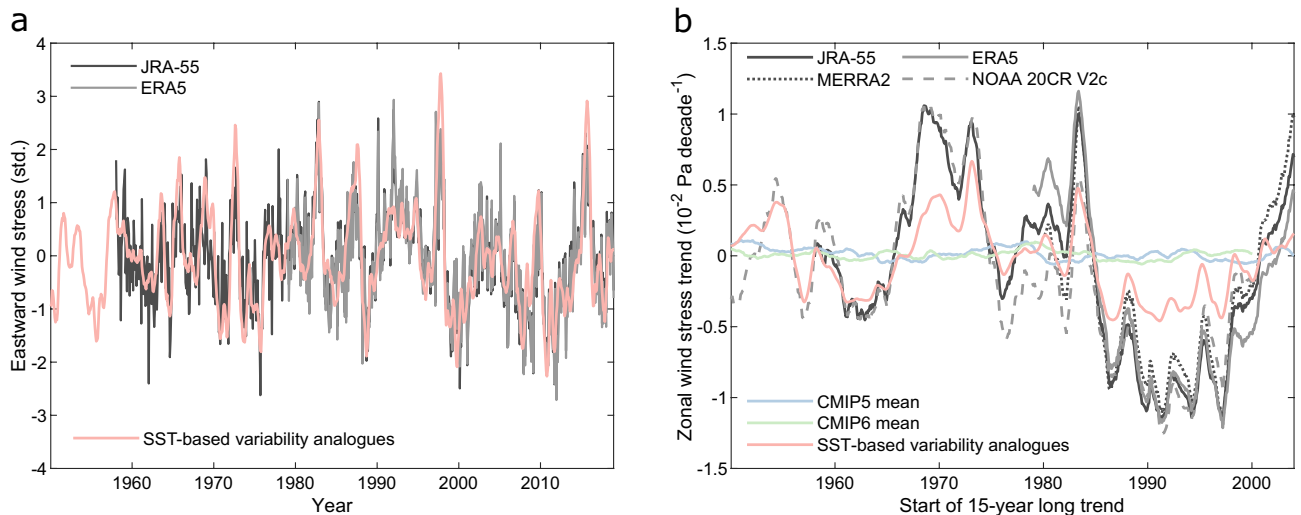 a
Eastward wind stress (std.)
4
3
2
1
0
-1
-2
-3
-4
JRA-55
ERA5
SST-based variability analogues
1960
1970
1980
1990
2000
2010
Year
b
Zonal wind stress trend (10⁻² Pa decade⁻¹)
1.5
1
0.5
0
-0.5
-1
-1.5
JRA-55
ERA5
MERRA2
NOAA 20CR V2c
CMIP5 mean
CMIP6 mean
SST-based variability analogues
1960
1970
1980
1990
2000
Start of 15-year long trend